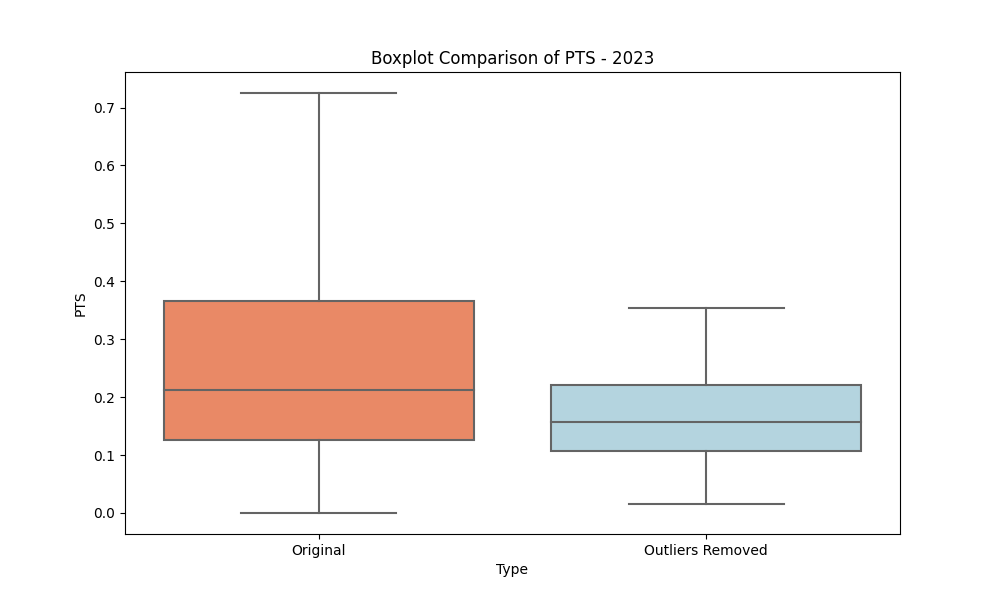 Boxplot Comparison of PTS - 2023
0.7
0.6
0.5
0.4
0.3
0.2
0.1
0.0
PTS
Original
Outliers Removed
Type